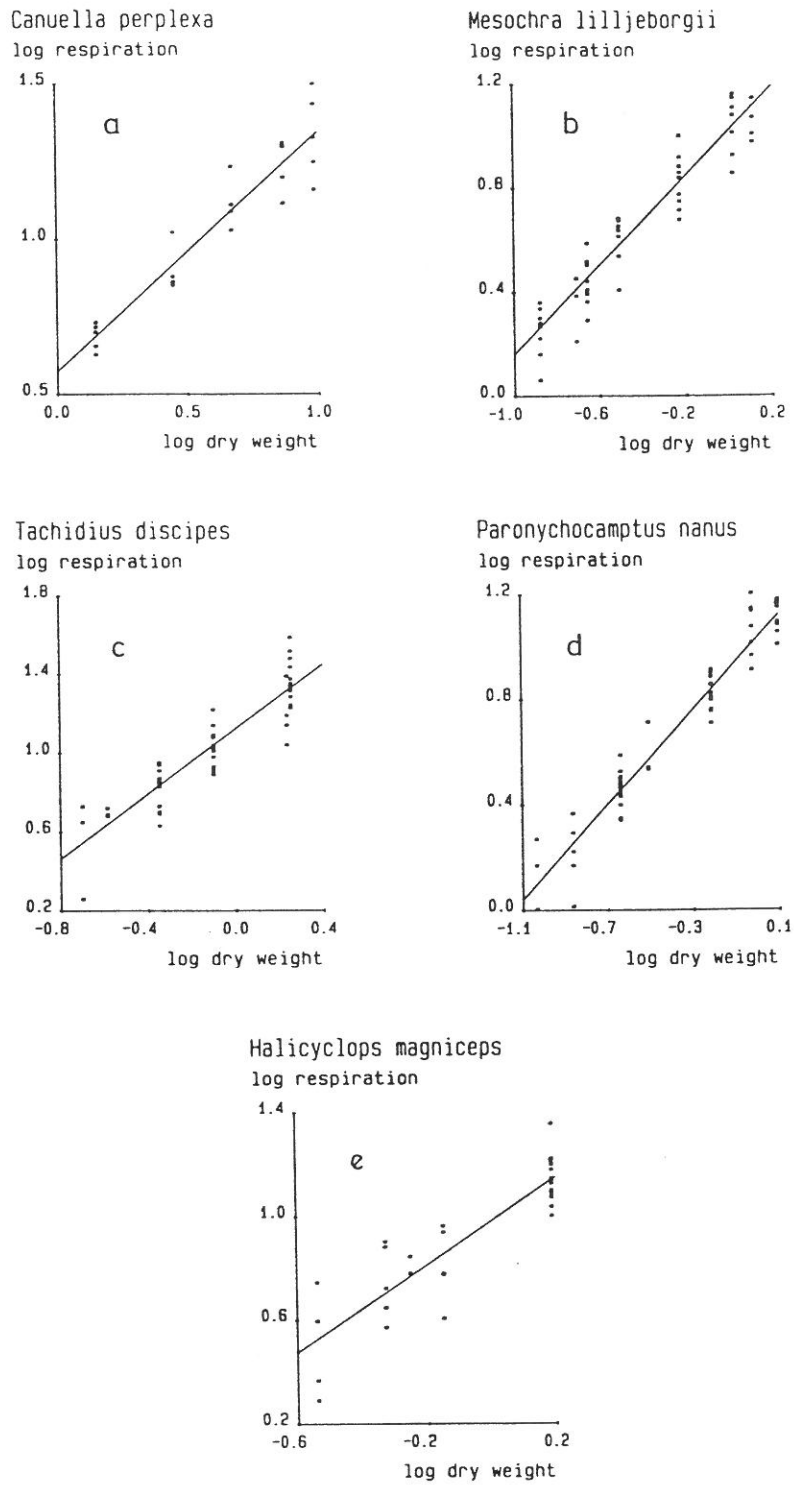 Canuella perplexa
log respiration
1.5
a
1.0
0.5
0.0 0.5 1.0
log dry weight
Mesochra lilljeborgii
log respiration
1.2
b
0.8
0.4
0.0
-1.0 -0.6 -0.2 0.2
log dry weight
Tachidius discipes
log respiration
1.8
c
1.4
1.0
0.6
0.2
-0.8 -0.4 0.0 0.4
log dry weight
Paronychocamptus nanus
log respiration
1.2
d
0.8
0.4
0.0
-1.1 -0.7 -0.3 0.1
log dry weight
Halicyclops magniceps
log respiration
1.4
e
1.0
0.6
0.2
-0.6 -0.2 0.2
log dry weight